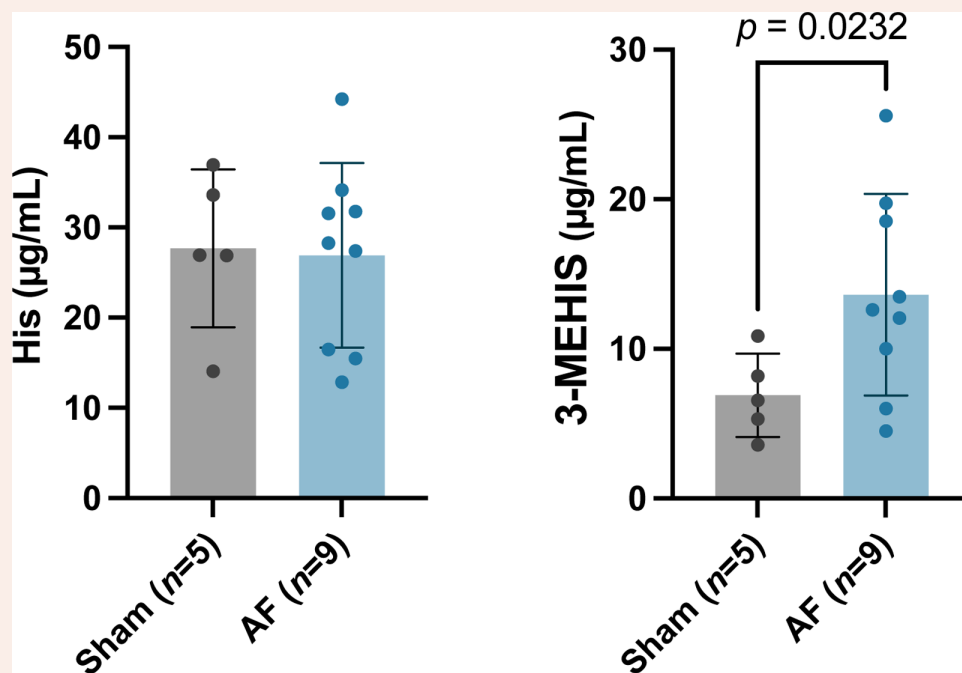 His (µg/mL)
50
40
30
20
10
0
Sham (n=5)
AF (n=9)
p = 0.0232
3-MEHIS (µg/mL)
30
20
10
0
Sham (n=5)
AF (n=9)